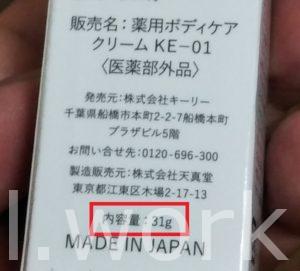 販売名：薬用ボディケア
クリーム KE-01
〈医薬部外品〉
発売元：株式会社キーリー
千葉県船橋市本町2-2-7船橋本町
プラザビル5階
お問い合せ先：0120-696-300
製造販売元：株式会社天真堂
東京都江東区木場2-17-13
内容量：31g
MADE IN JAPAN
I.werk